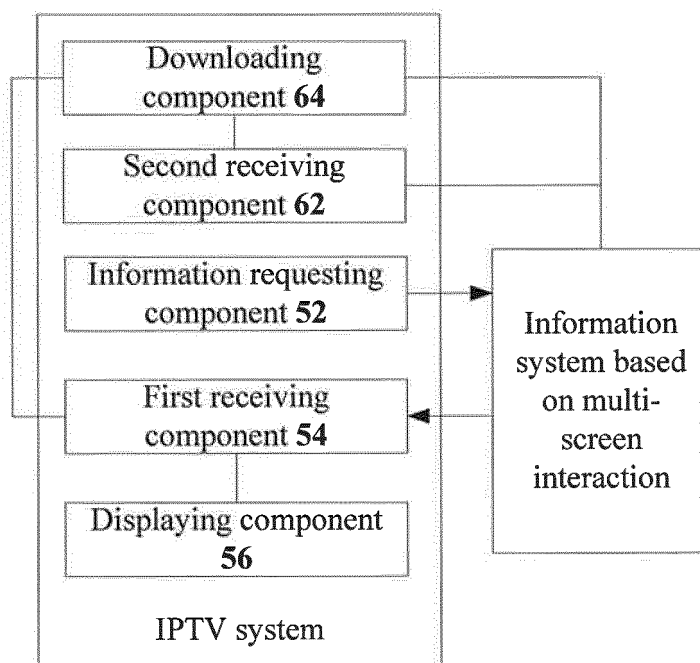 Downloading
component 64
Second receiving
component 62
Information requesting
component 52
First receiving
component 54
Displaying component
56
IPTV system
Information
system based
on multi-
screen
interaction